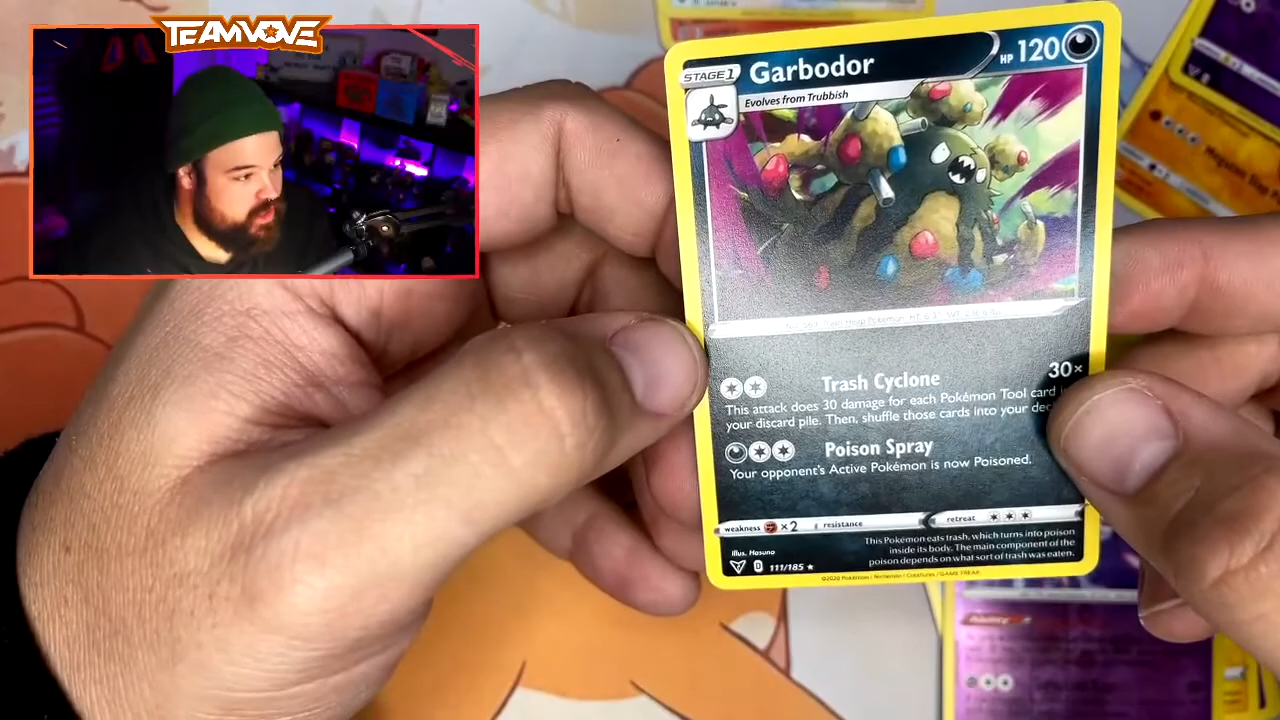 TEAMVOVE
STAGE 1
Garbodor
HP 120
Evolves from Trubbish
Trash Cyclone
30×
This attack does 30 damage for each Pokémon Tool card
your discard pile. Then, shuffle those cards into your
Poison Spray
Your opponent's Active Pokémon is now Poisoned.
weakness ×2
resistance
retreat
This Pokémon eats trash, which turns into poison
inside its body. The main component of the
poison depends on what sort of trash was eaten.
Illus. Hasuno
D 111/185 ★
©2020 Pokémon / Nintendo / Creatures / GAME FREAK